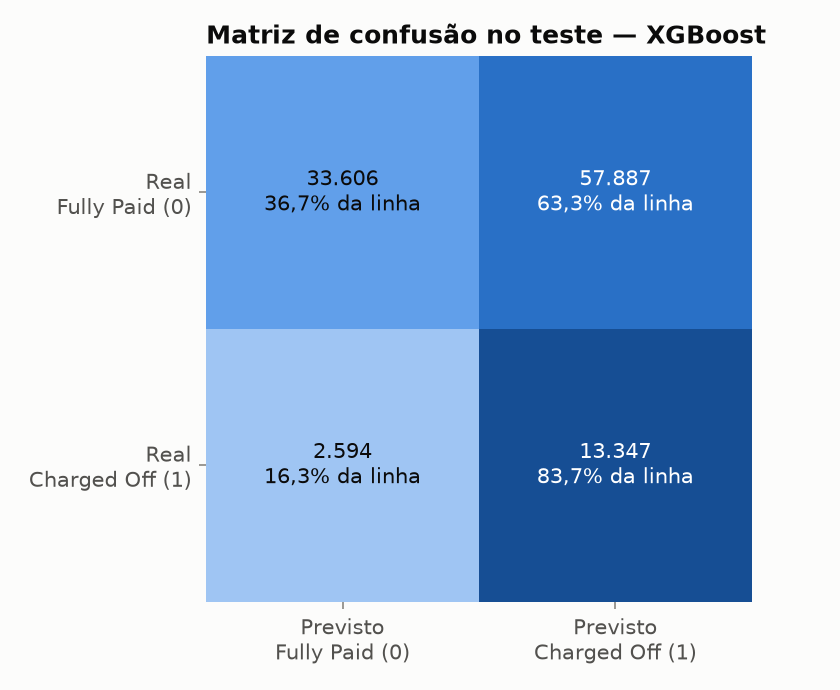 Matriz de confusão no teste — XGBoost
Real
Fully Paid (0)
33.606
36,7% da linha
57.887
63,3% da linha
Real
Charged Off (1)
2.594
16,3% da linha
13.347
83,7% da linha
Previsto
Fully Paid (0)
Previsto
Charged Off (1)